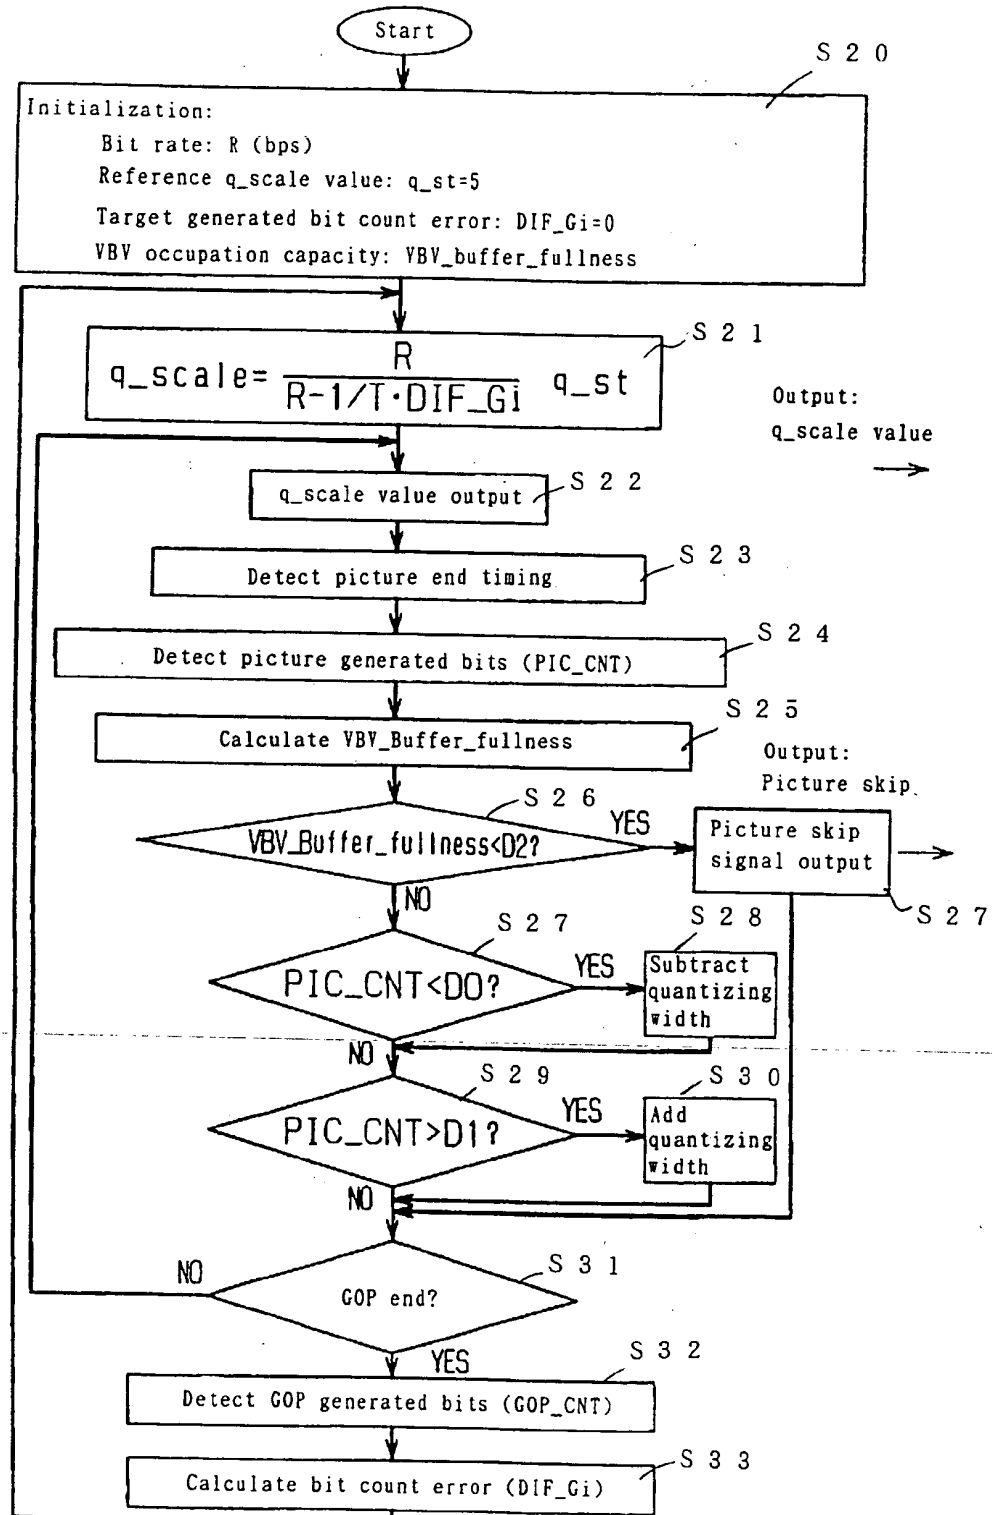 Start
S20
Initialization:
Bit rate: R (bps)
Reference q_scale value: q_st=5
Target generated bit count error: DIF_Gi=0
VBV occupation capacity: VBV_buffer_fullness
S21
q_scale= R / R-1/T·DIF_Gi q_st
Output:
q_scale value
q_scale value output
S22
Detect picture end timing
S23
Detect picture generated bits (PIC_CNT)
S24
Calculate VBV_Buffer_fullness
S25
Output:
Picture skip
VBV_Buffer_fullness<D2?
S26
YES
Picture skip
signal output
S27
NO
PIC_CNT<D0?
S27
YES
S28
Subtract
quantizing
width
NO
PIC_CNT>D1?
S29
YES
S30
Add
quantizing
width
NO
GOP end?
S31
NO
YES
Detect GOP generated bits (GOP_CNT)
S32
Calculate bit count error (DIF_Gi)
S33